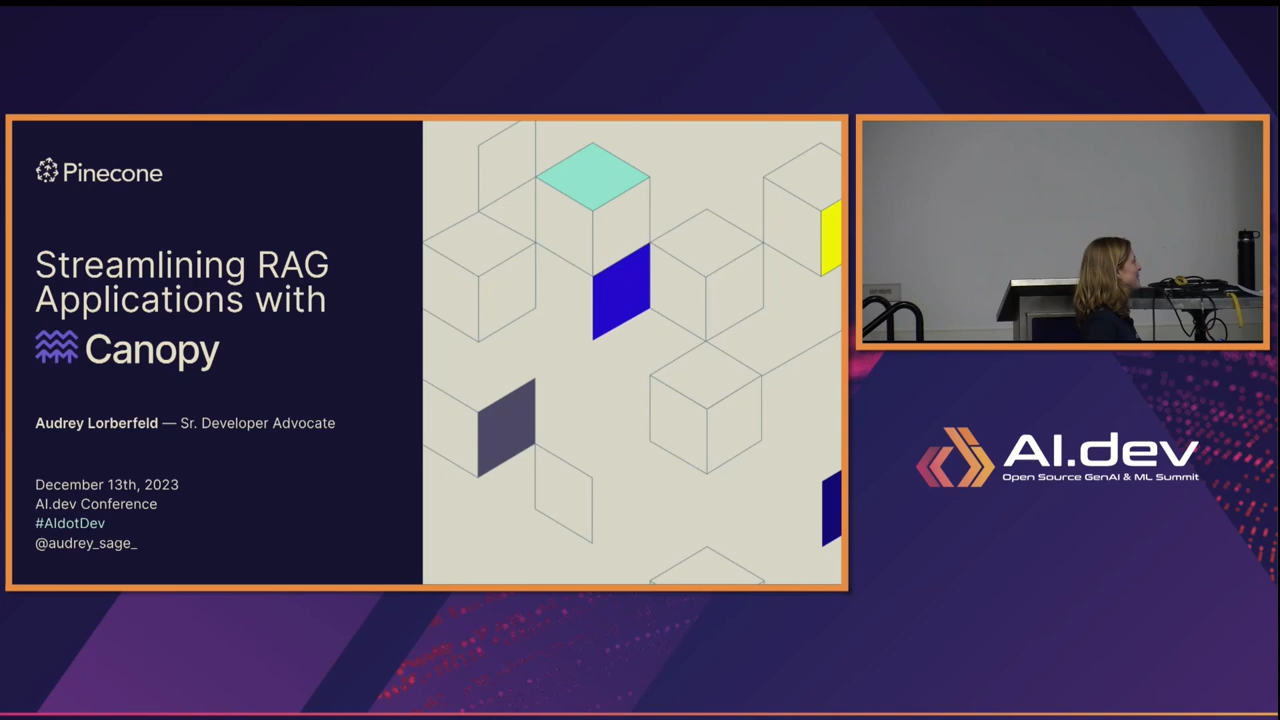 Pinecone
Streamlining RAG
Applications with
Canopy
Audrey Lorberfeld — Sr. Developer Advocate
December 13th, 2023
AI.dev Conference
#AIdotDev
@audrey_sage_
AI.dev
Open Source GenAI & ML Summit